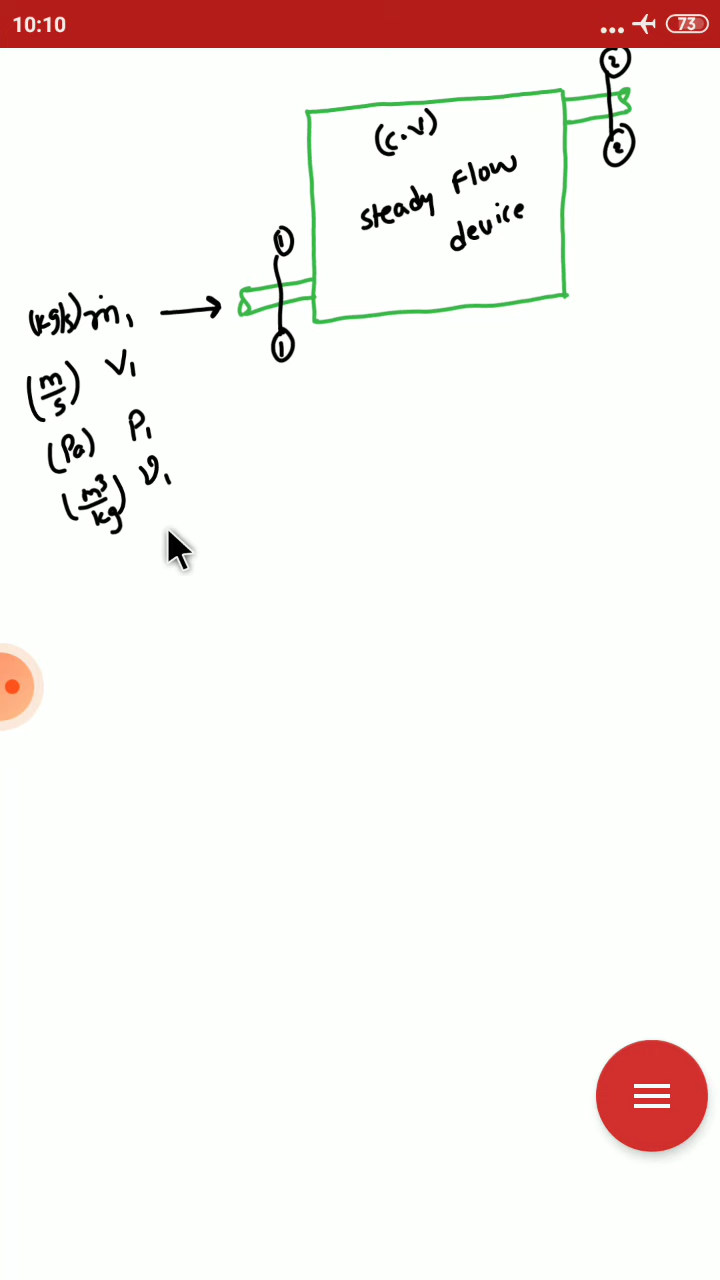 10:10
73
②
(C.V)
steady flow
device
②
①
(kg/s) ṁ₁
①
(m/s) V₁
(Pa) P₁
(m³/kg) v₁